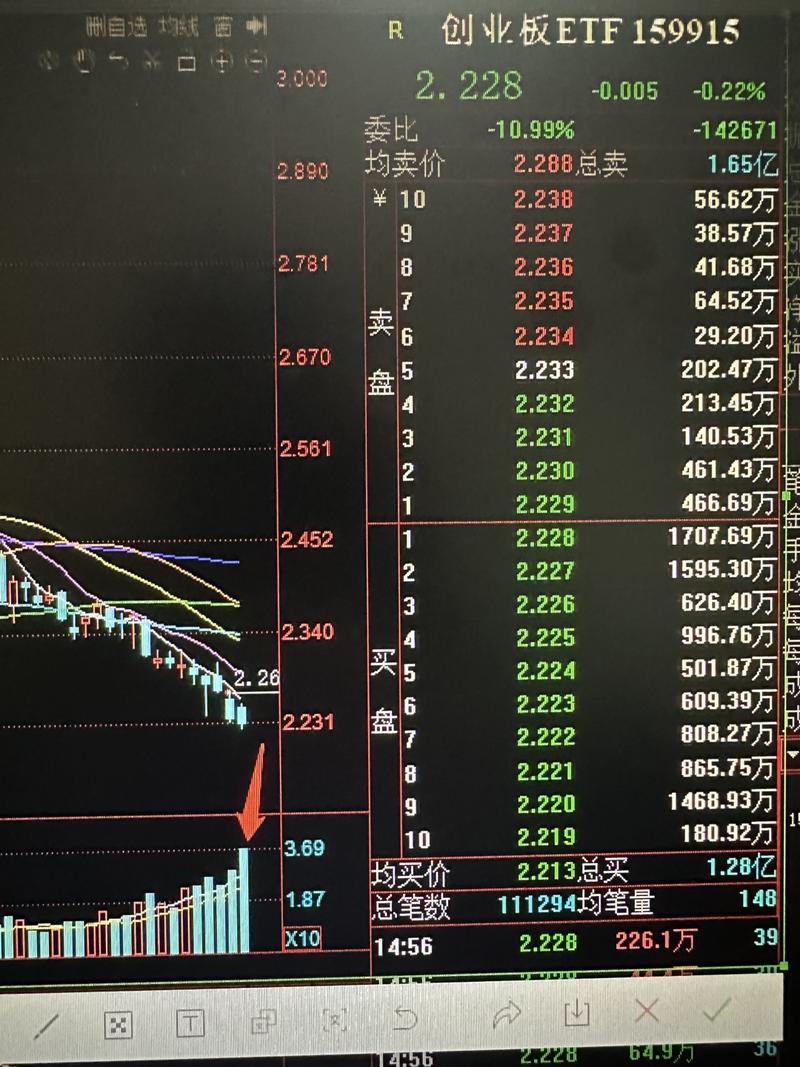 删自选 均线
R 创业板ETF 159915
3.000
2.228 -0.005 -0.22%
委比 -10.99% -142671
2.890
均卖价 2.288 总卖 1.65亿
¥ 10 2.238 56.62万
9 2.237 38.57万
2.781
8 2.236 41.68万
7 2.235 64.52万
卖盘
6 2.234 29.20万
2.670
5 2.233 202.47万
4 2.232 213.45万
3 2.231 140.53万
2.561
2 2.230 461.43万
1 2.229 466.69万
2.452
1 2.228 1707.69万
2 2.227 1595.30万
3 2.226 626.40万
2.340
4 2.225 996.76万
买盘
5 2.224 501.87万
2.26
6 2.223 609.39万
2.231
7 2.222 808.27万
8 2.221 865.75万
9 2.220 1468.93万
10 2.219 180.92万
3.69
均买价 2.213 总买 1.28亿
1.87
总笔数 111294 均笔量 148
X10
14:56 2.228 226.1万 39
T
14:56 2.228 64.9万 36